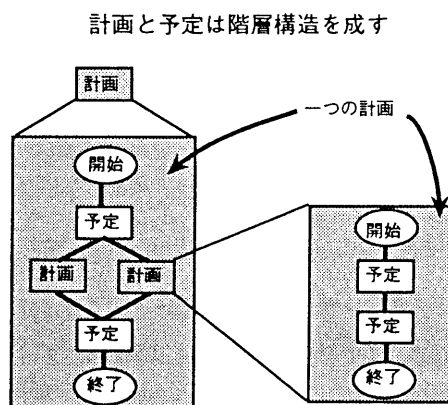 計画と予定は階層構造を成す
計画
一つの計画
開始
予定
計画 計画
予定
終了
開始
予定
予定
終了